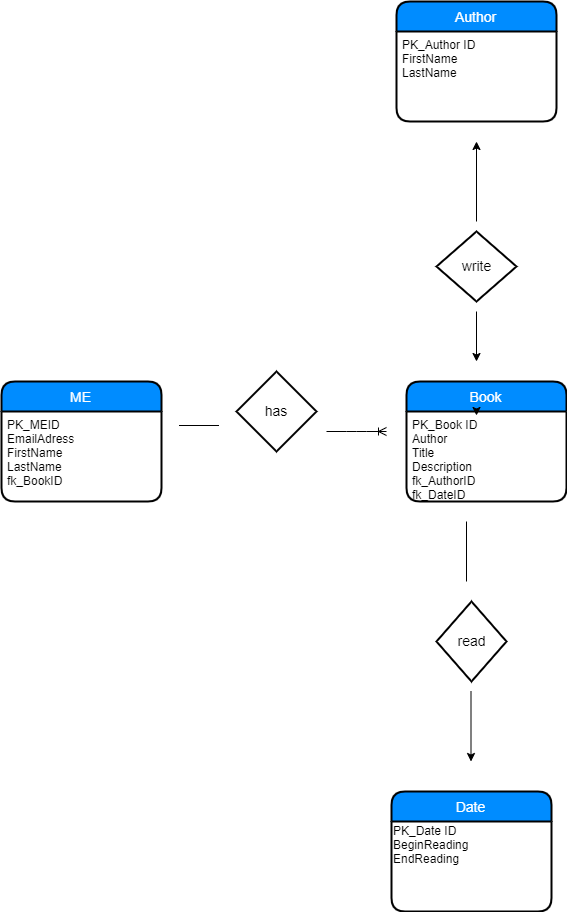 Author
PK_Author ID
FirstName
LastName
write
ME
PK_MEID
EmailAdress
FirstName
LastName
fk_BookID
has
Book
PK_Book ID
Author
Title
Description
fk_AuthorID
fk_DateID
read
Date
PK_Date ID
BeginReading
EndReading